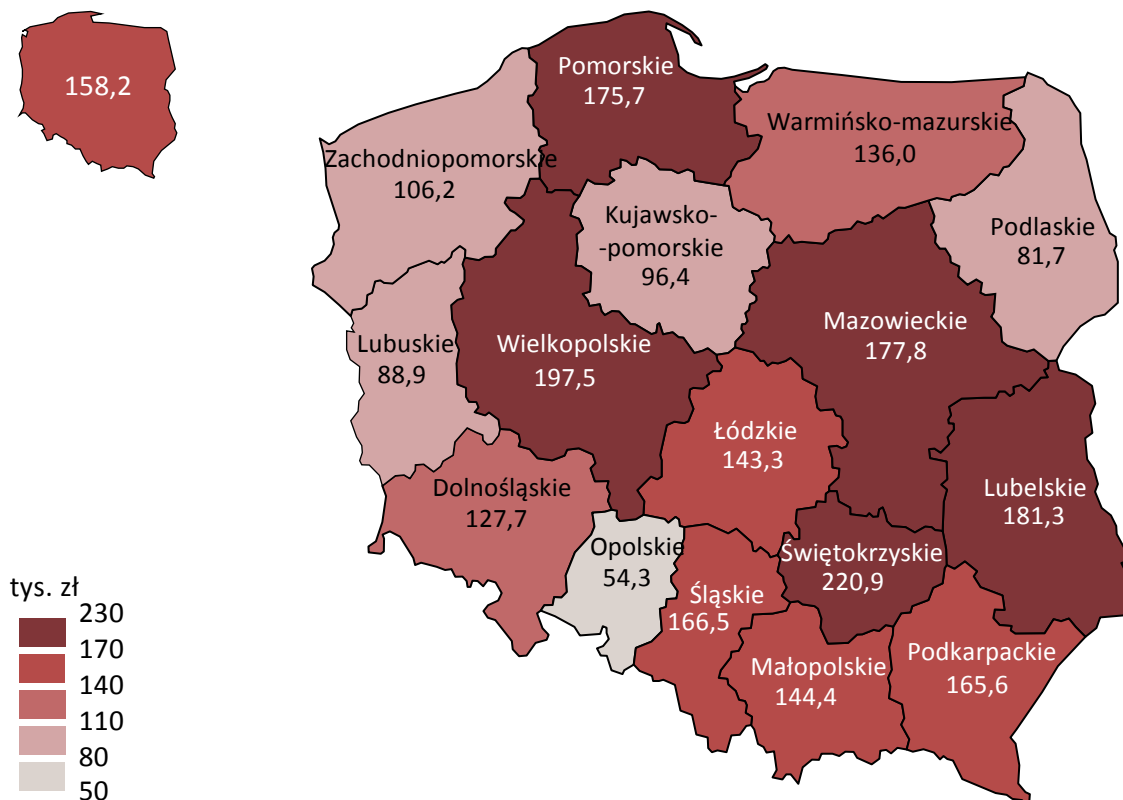 158,2
Pomorskie
175,7
Warmińsko-mazurskie
136,0
Zachodniopomorskie
106,2
Kujawsko-
-pomorskie
96,4
Podlaskie
81,7
Mazowieckie
177,8
Lubuskie
88,9
Wielkopolskie
197,5
Łódzkie
143,3
Dolnośląskie
127,7
Lubelskie
181,3
Opolskie
54,3
Świętokrzyskie
220,9
Śląskie
166,5
Małopolskie
144,4
Podkarpackie
165,6
tys. zł
230
170
140
110
80
50